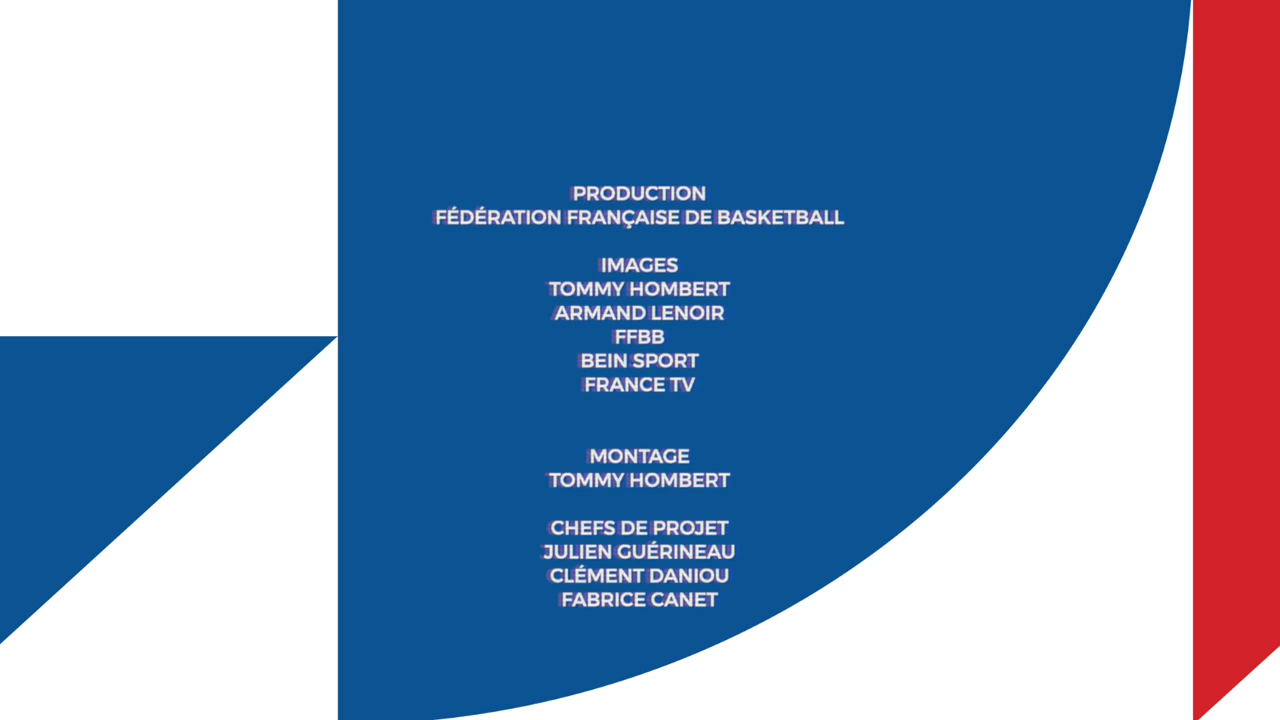 PRODUCTION
FÉDÉRATION FRANÇAISE DE BASKETBALL
IMAGES
TOMMY HOMBERT
ARMAND LENOIR
FFBB
BEIN SPORT
FRANCE TV
MONTAGE
TOMMY HOMBERT
CHEFS DE PROJET
JULIEN GUÉRINEAU
CLÉMENT DANIOU
FABRICE CANET